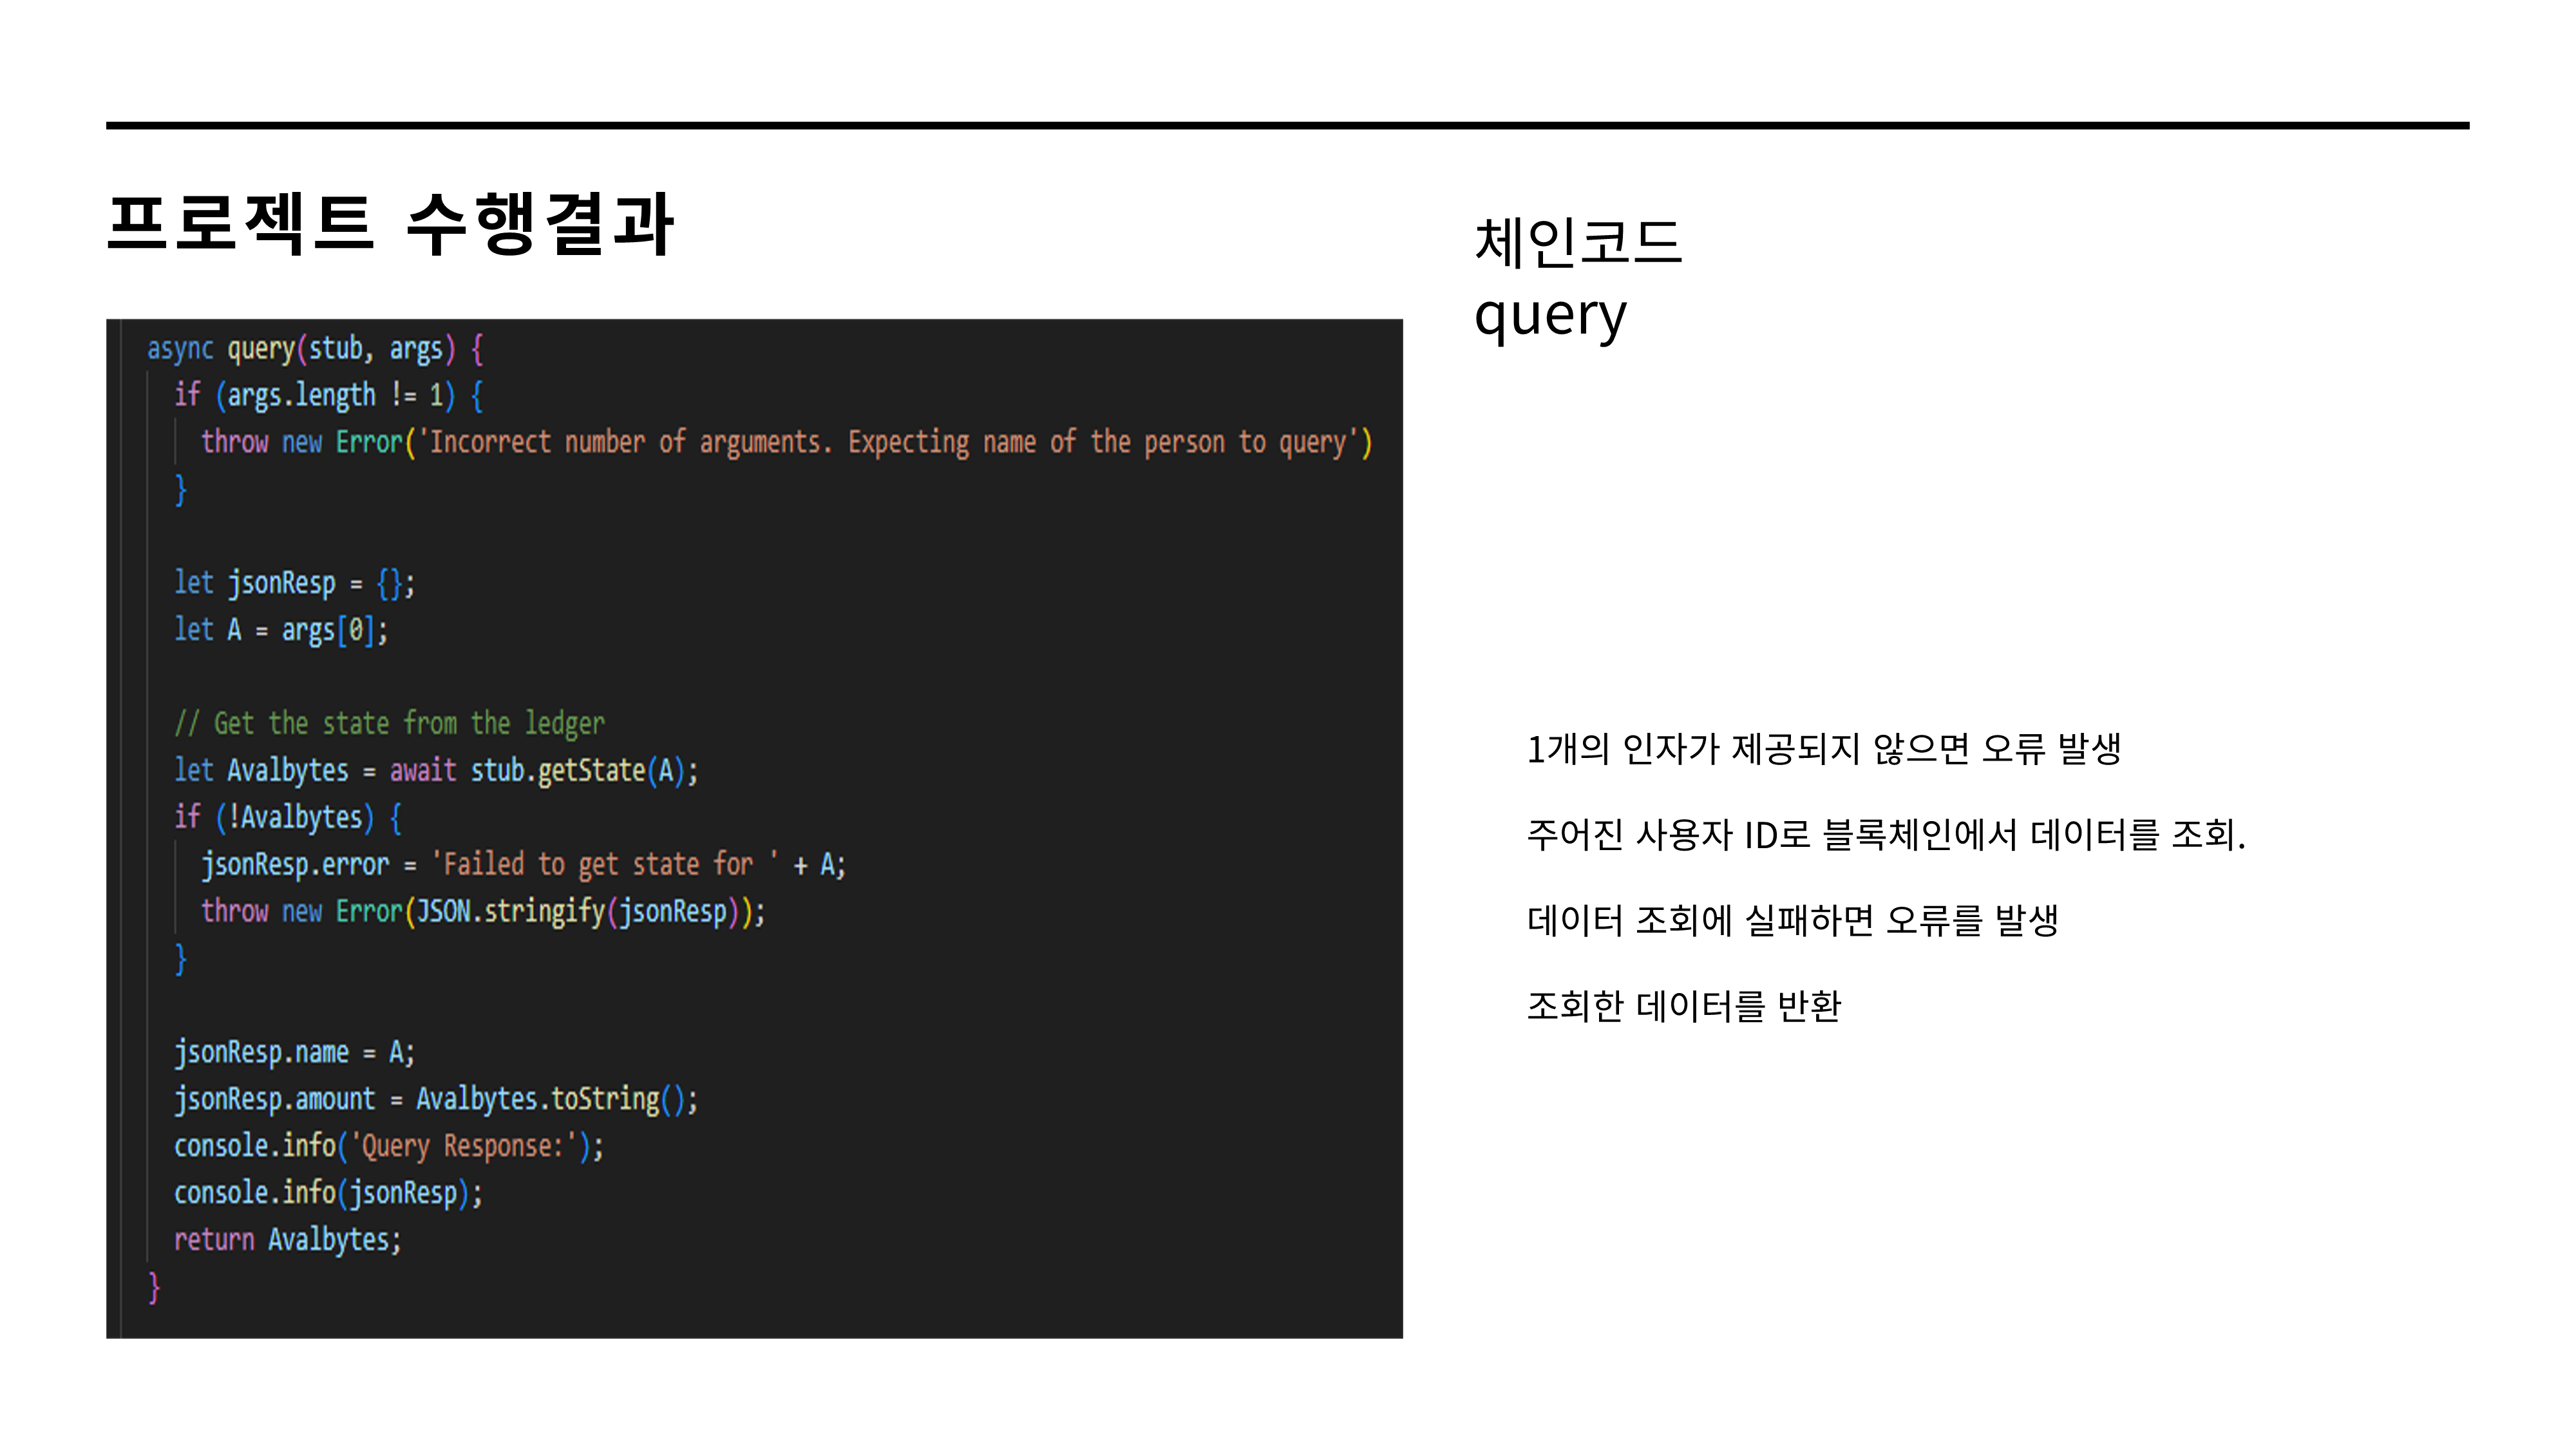 프로젝트 수행결과
async query(stub, args) {
if (args.length != 1) {
throw new Error('Incorrect number of arguments. Expecting name of the person to query')
}
let jsonResp = {};
let A = args[0];
// Get the state from the ledger
let Avalbytes = await stub.getState(A);
if (!Avalbytes) {
jsonResp.error = 'Failed to get state for ' + A;
throw new Error(JSON.stringify(jsonResp));
}
jsonResp.name = A;
jsonResp.amount = Avalbytes.toString();
console.info('Query Response:');
console.info(jsonResp);
return Avalbytes;
}
체인코드
query
1개의 인자가 제공되지 않으면 오류 발생
주어진 사용자 ID로 블록체인에서 데이터를 조회.
데이터 조회에 실패하면 오류를 발생
조회한 데이터를 반환